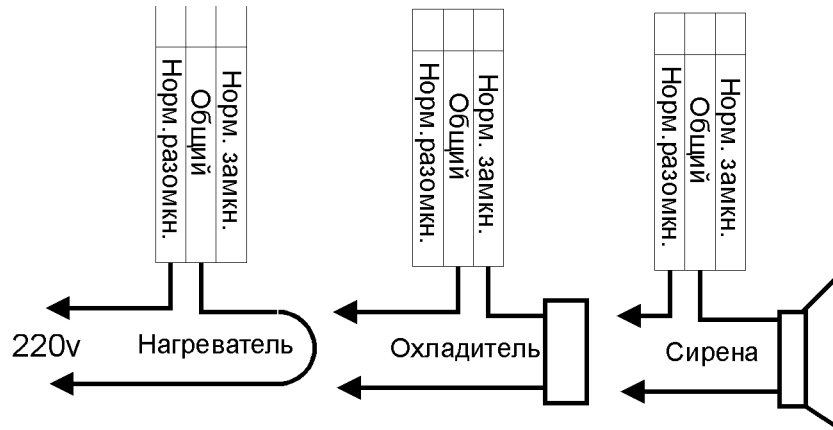 Норм.разомкн.
Общий
Норм. замкн.
Норм.разомкн.
Общий
Норм. замкн.
Норм.разомкн.
Общий
Норм. замкн.
220v
Нагреватель
Охладитель
Сирена